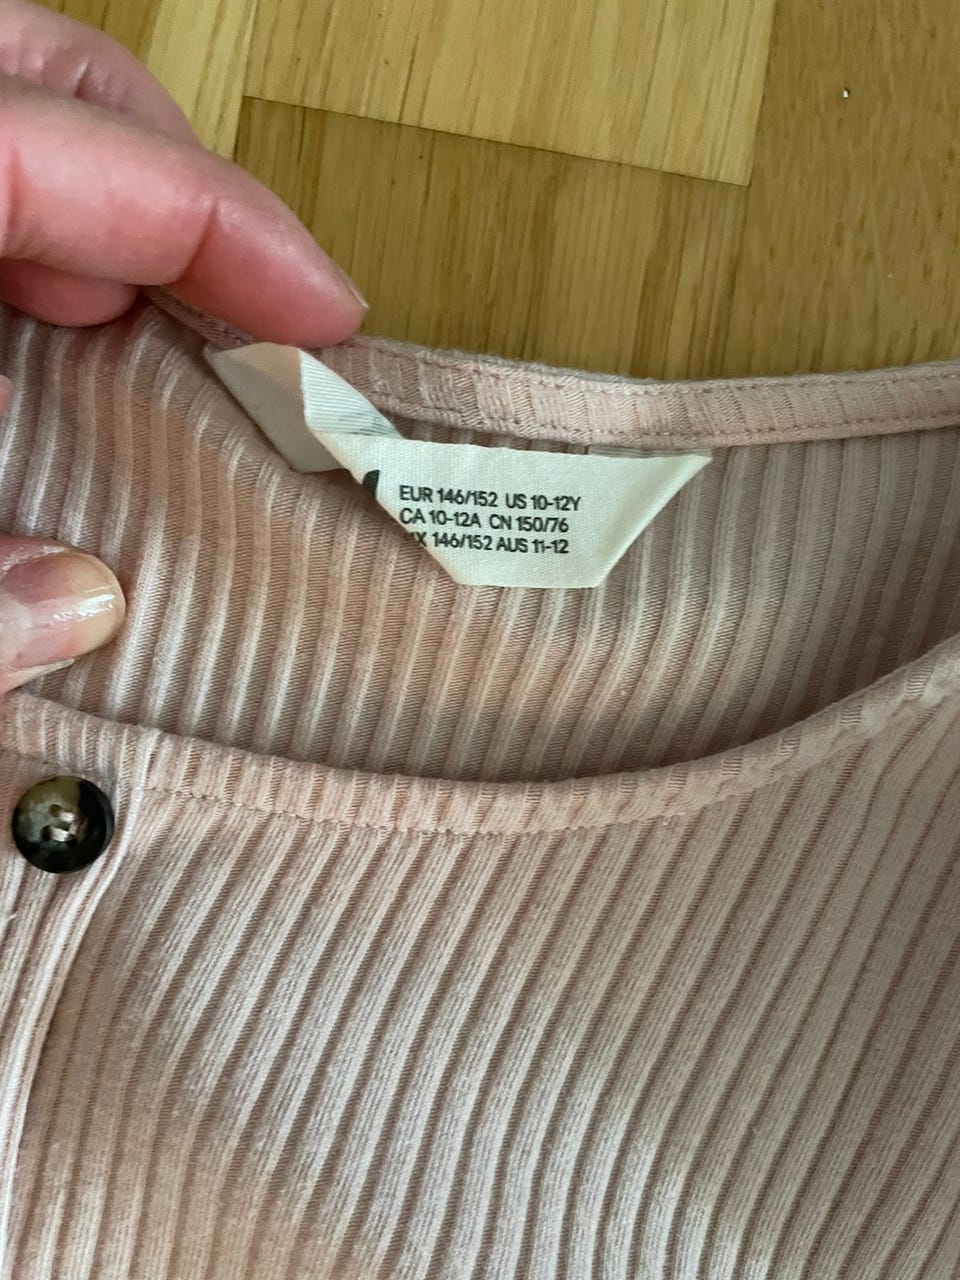 EUR 146/152 US 10-12Y
CA 10-12A CN 150/76
146/152 AUS 11-12